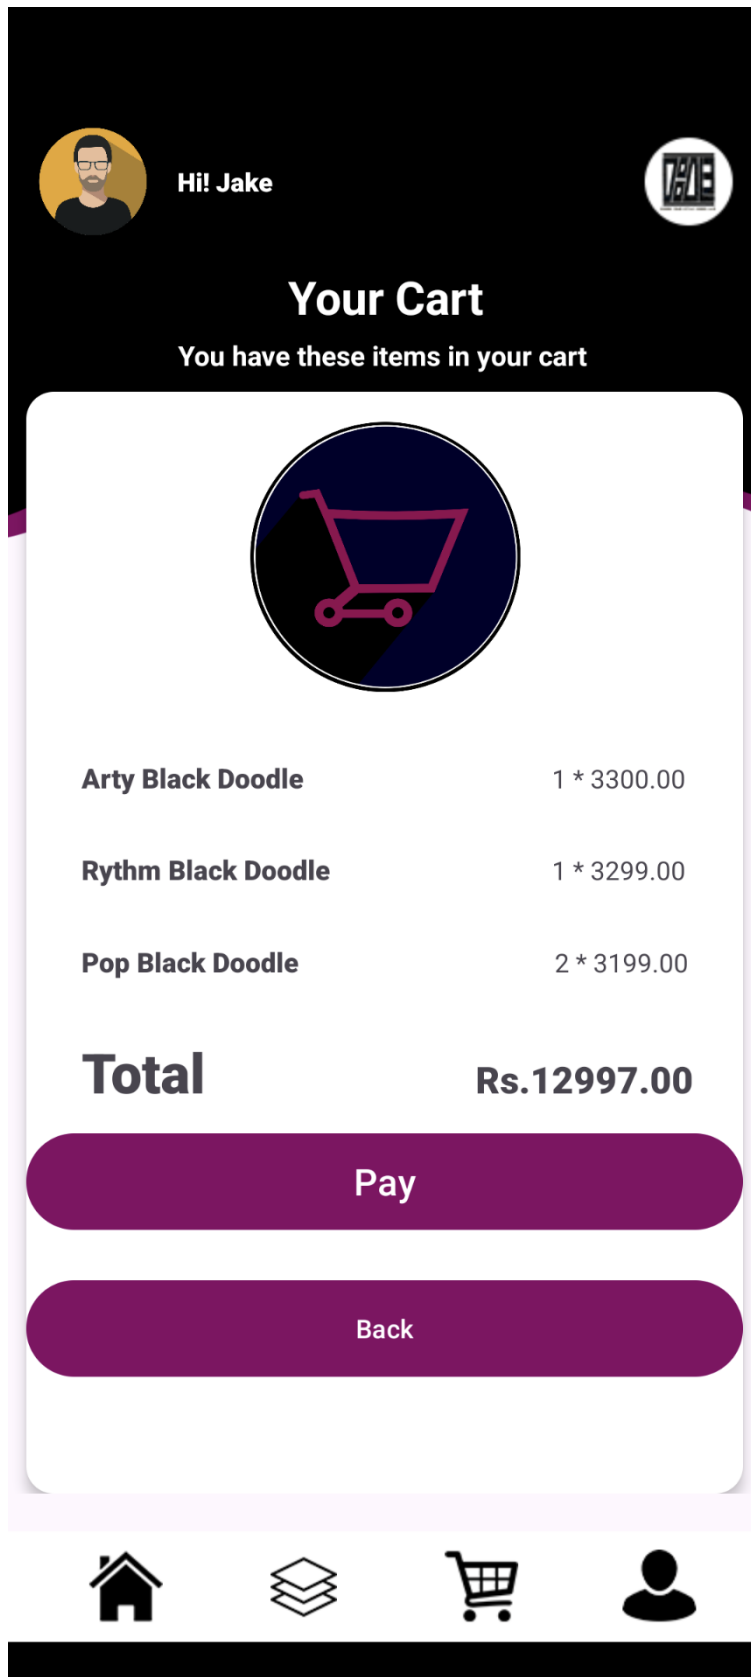 Hi! Jake
Your Cart
You have these items in your cart
Arty Black Doodle 1 * 3300.00
Rythm Black Doodle 1 * 3299.00
Pop Black Doodle 2 * 3199.00
Total Rs.12997.00
Pay
Back